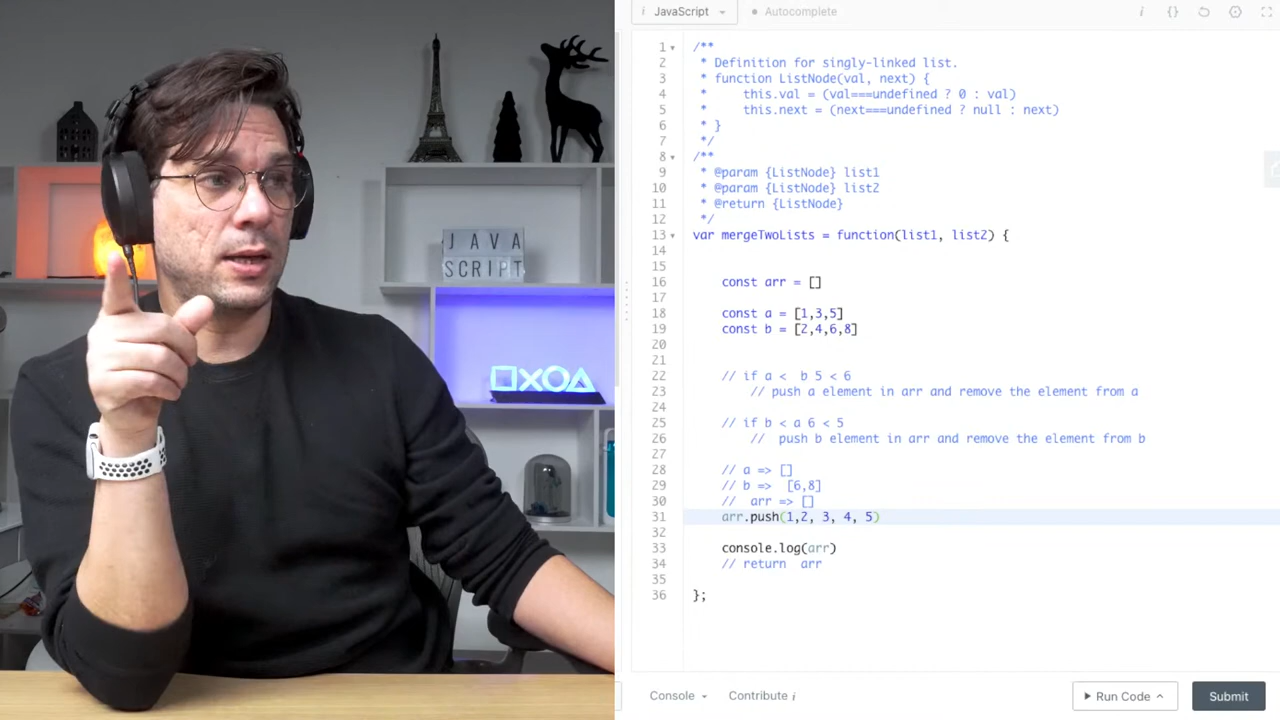 JAVA
SCRIPT
i JavaScript
Autocomplete
i {}
1 /**
2 * Definition for singly-linked list.
3 * function ListNode(val, next) {
4 * this.val = (val===undefined ? 0 : val)
5 * this.next = (next===undefined ? null : next)
6 * }
7 */
8 /**
9 * @param {ListNode} list1
10 * @param {ListNode} list2
11 * @return {ListNode}
12 */
13 var mergeTwoLists = function(list1, list2) {
14
15
16 const arr = []
17
18 const a = [1,3,5]
19 const b = [2,4,6,8]
20
21
22 // if a < b 5 < 6
23 // push a element in arr and remove the element from a
24
25 // if b < a 6 < 5
26 // push b element in arr and remove the element from b
27
28 // a => []
29 // b => [6,8]
30 // arr => []
31 arr.push(1,2, 3, 4, 5)
32
33 console.log(arr)
34 // return arr
35
36 };
Console
Contribute i
Run Code
Submit